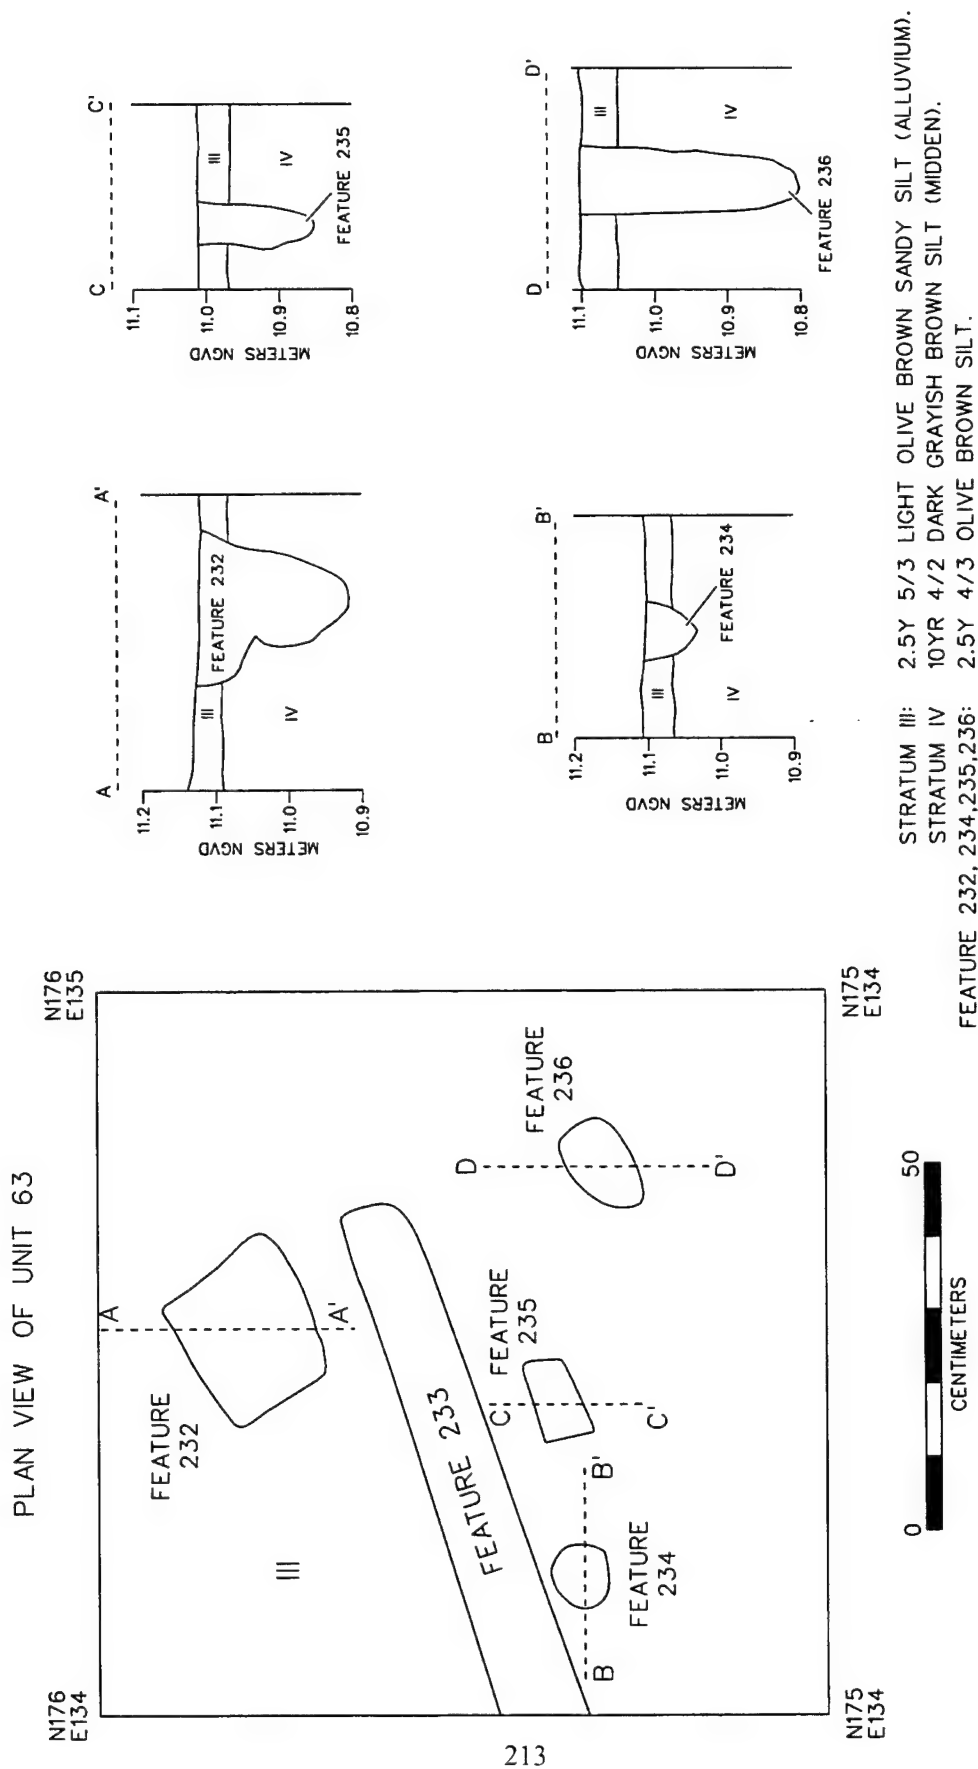 PLAN VIEW OF UNIT 63
N176
E134
N176
E135
A
FEATURE
232
III
A'
FEATURE 233
C
FEATURE
235
D
FEATURE
236
B
B'
FEATURE
234
C'
D'
N175
E134
N175
E134
0
50
CENTIMETERS
A
A'
11.2
11.1
11.0
10.9
METERS NGVD
III
FEATURE 232
IV
C
C'
11.1
11.0
10.9
10.8
METERS NGVD
III
IV
FEATURE 235
B
B'
11.2
11.1
11.0
10.9
METERS NGVD
III
IV
FEATURE 234
D
D'
11.1
11.0
10.9
10.8
METERS NGVD
III
IV
FEATURE 236
STRATUM III: 2.5Y 5/3 LIGHT OLIVE BROWN SANDY SILT (ALLUVIUM).
STRATUM IV 10YR 4/2 DARK GRAYISH BROWN SILT (MIDDEN).
FEATURE 232, 234,235,236: 2.5Y 4/3 OLIVE BROWN SILT.
213